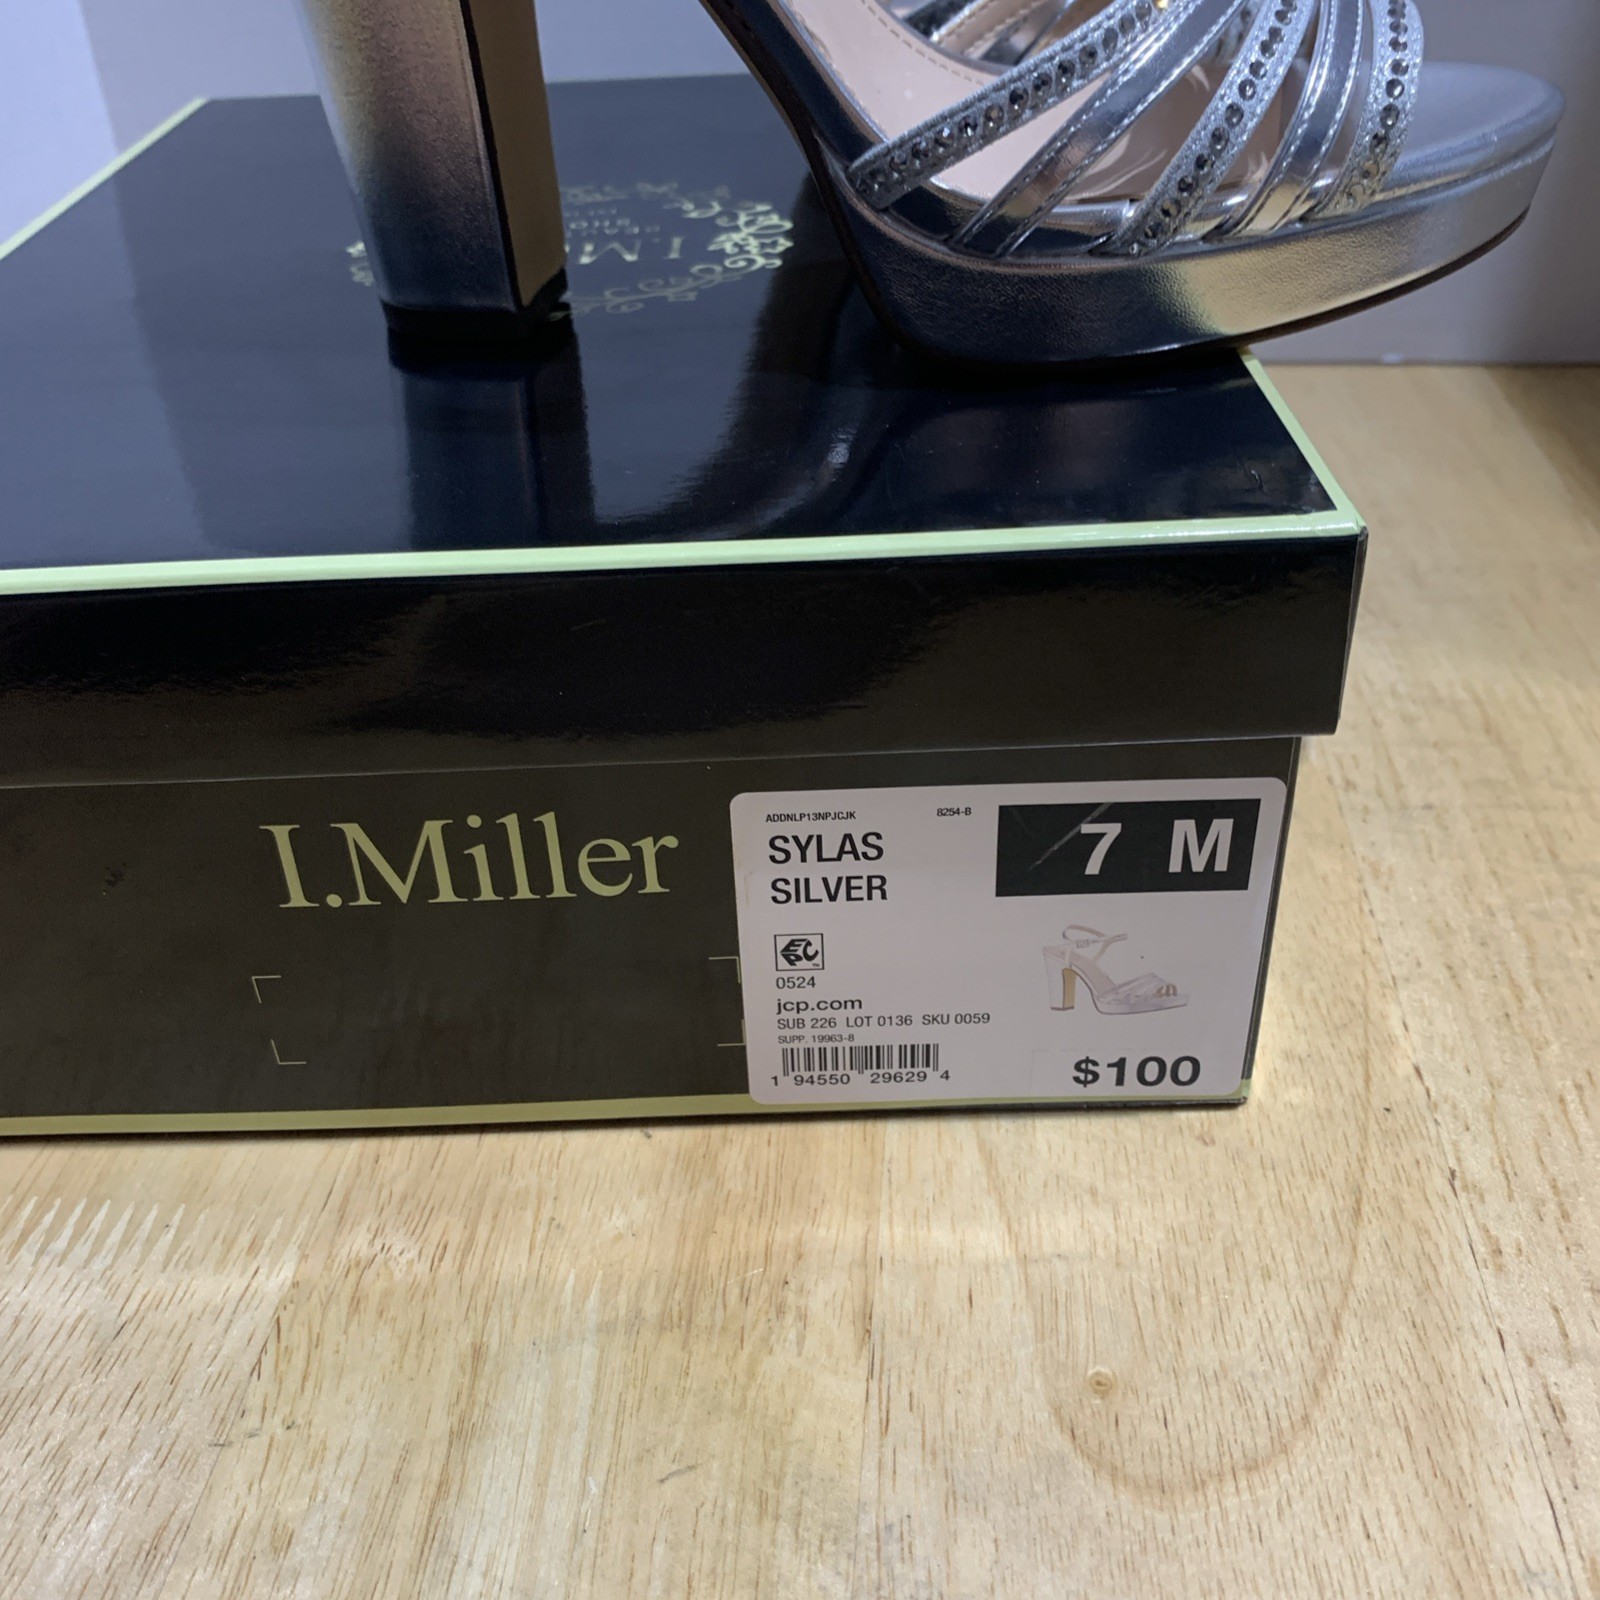 I.Miller
ADDNLP13NPJCJK 8254-B
SYLAS
SILVER
7 M
EPC
0524
jcp.com
SUB 226 LOT 0136 SKU 0059
SUPP. 19963-8
1 94550 29629 4
$100